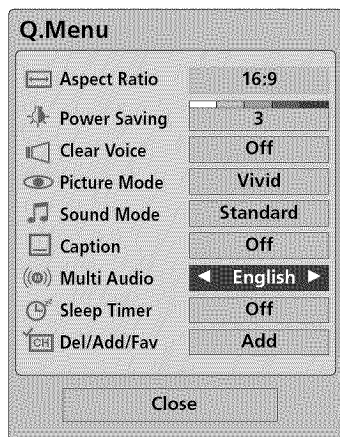 Q.Menu
Aspect Ratio 16:9
Power Saving 3
Clear Voice Off
Picture Mode Vivid
Sound Mode Standard
Caption Off
Multi Audio ◄ English ►
Sleep Timer Off
CH Del/Add/Fav Add
Close